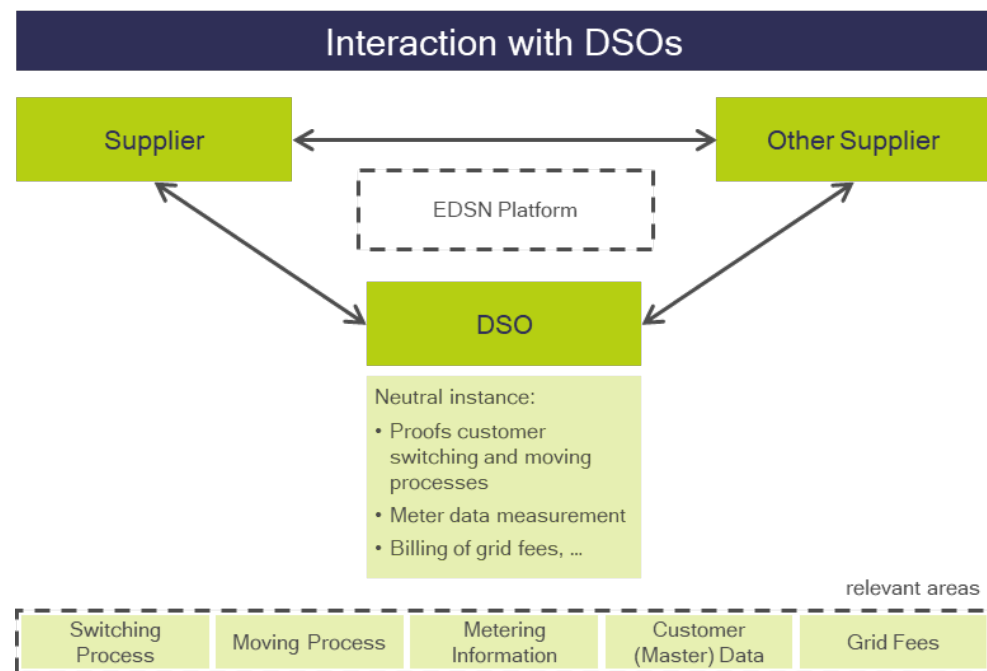 Interaction with DSOs
Supplier
Other Supplier
EDSN Platform
DSO
Neutral instance:
• Proofs customer
switching and moving
processes
• Meter data measurement
• Billing of grid fees, ...
relevant areas
Switching
Process
Moving Process
Metering
Information
Customer
(Master) Data
Grid Fees